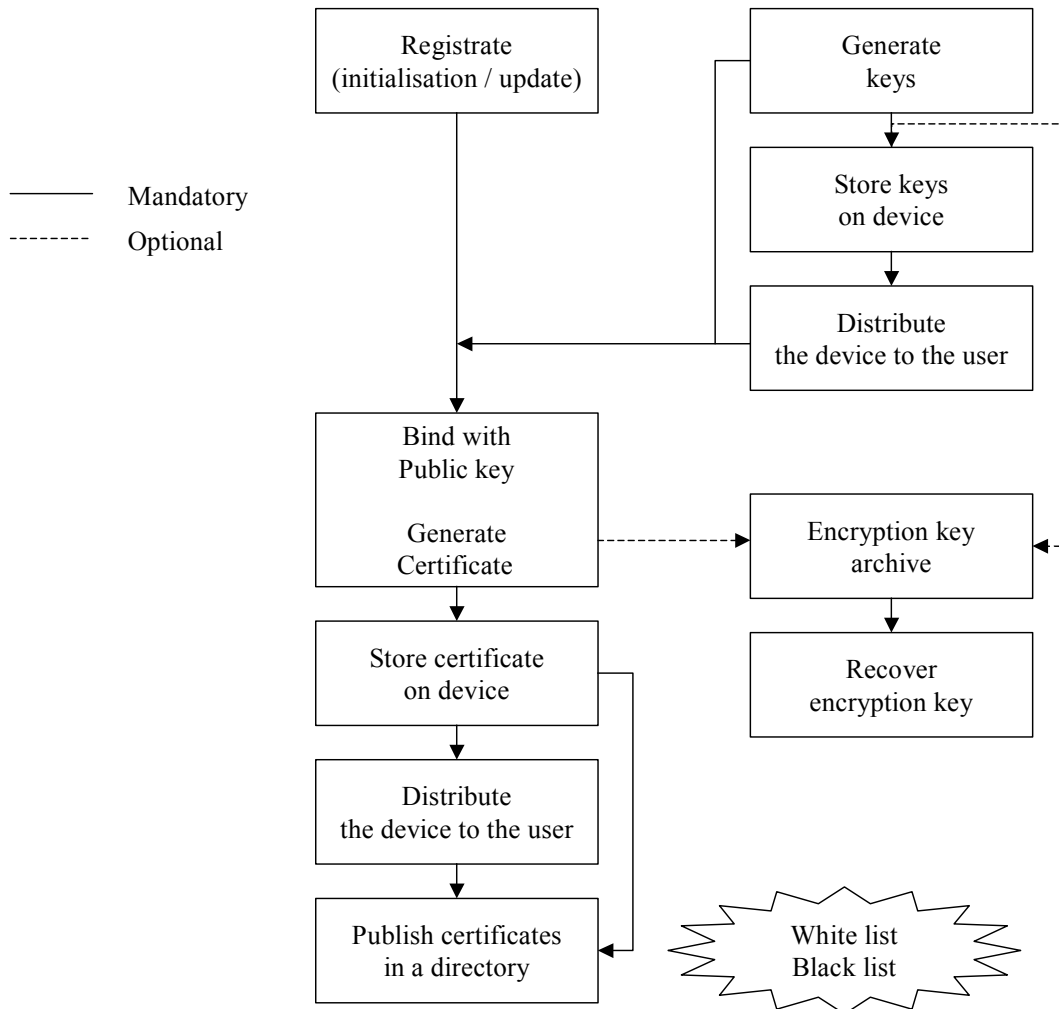 Registrate
(initialisation / update)
Generate
keys
Mandatory
Optional
Store keys
on device
Distribute
the device to the user
Bind with
Public key
Generate
Certificate
Encryption key
archive
Store certificate
on device
Recover
encryption key
Distribute
the device to the user
Publish certificates
in a directory
White list
Black list